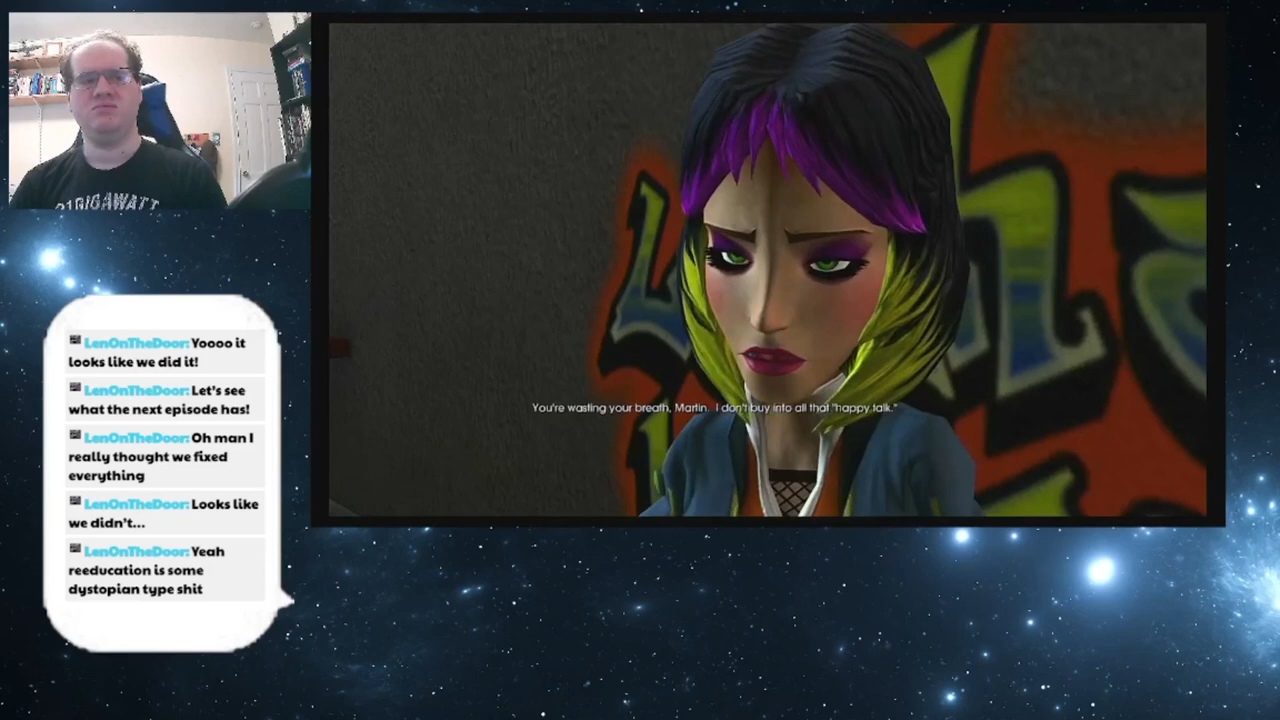 21GIGAWATT
You're wasting your breath, Martin. I don't buy into all that "happy talk."
LenOnTheDoor: Yoooo it
looks like we did it!
LenOnTheDoor: Let's see
what the next episode has!
LenOnTheDoor: Oh man I
really thought we fixed
everything
LenOnTheDoor: Looks like
we didn't...
LenOnTheDoor: Yeah
reeducation is some
dystopian type shit